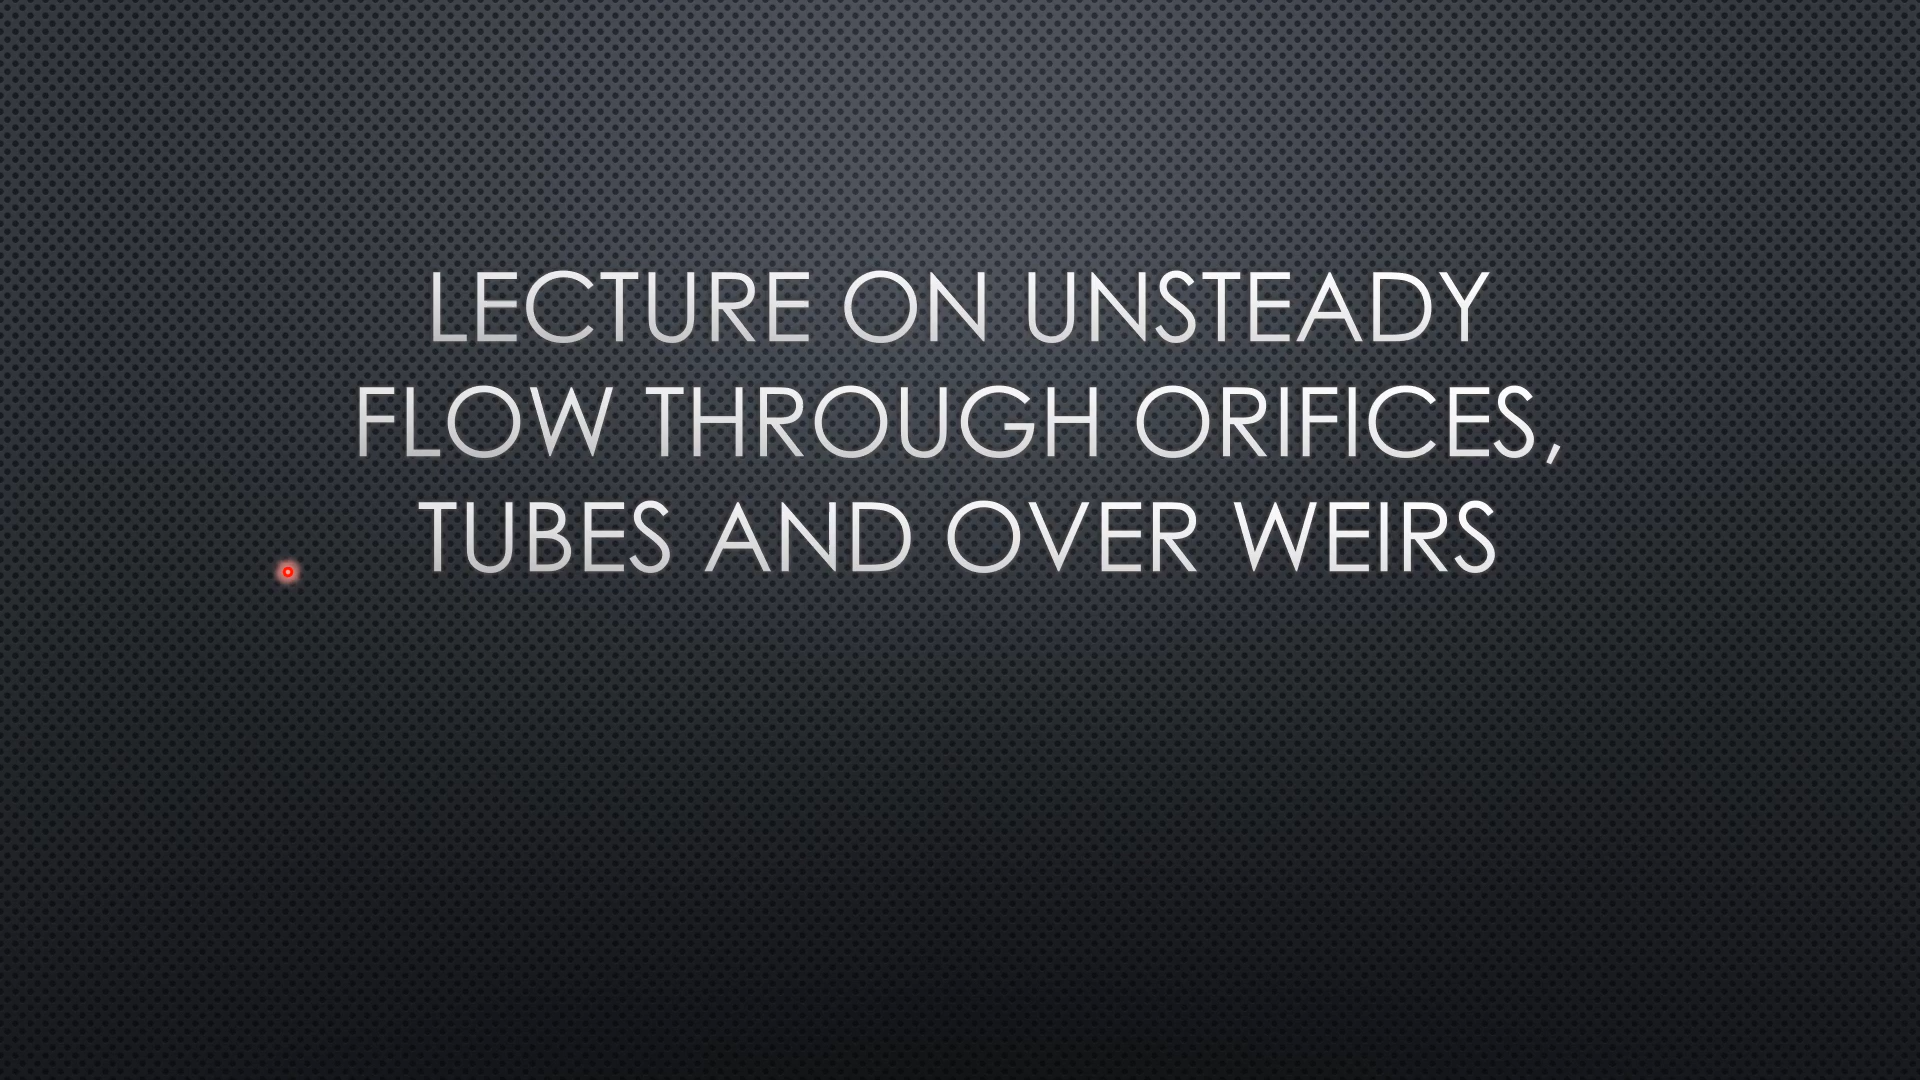 LECTURE ON UNSTEADY
FLOW THROUGH ORIFICES,
TUBES AND OVER WEIRS